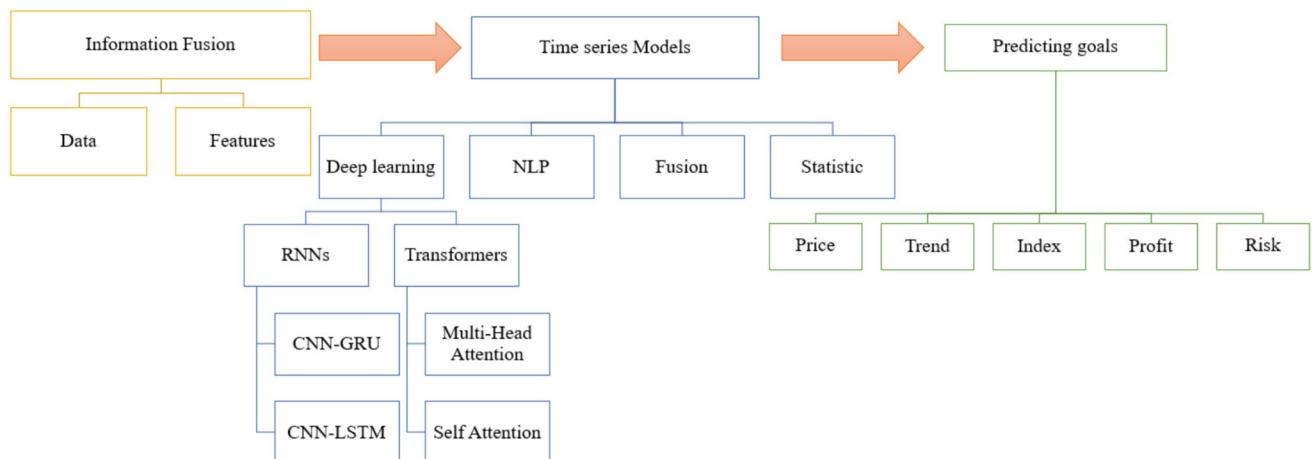 Information Fusion
Time series Models
Predicting goals
Data
Features
Deep learning
NLP
Fusion
Statistic
RNNs
Transformers
Price
Trend
Index
Profit
Risk
CNN-GRU
Multi-Head
Attention
CNN-LSTM
Self Attention